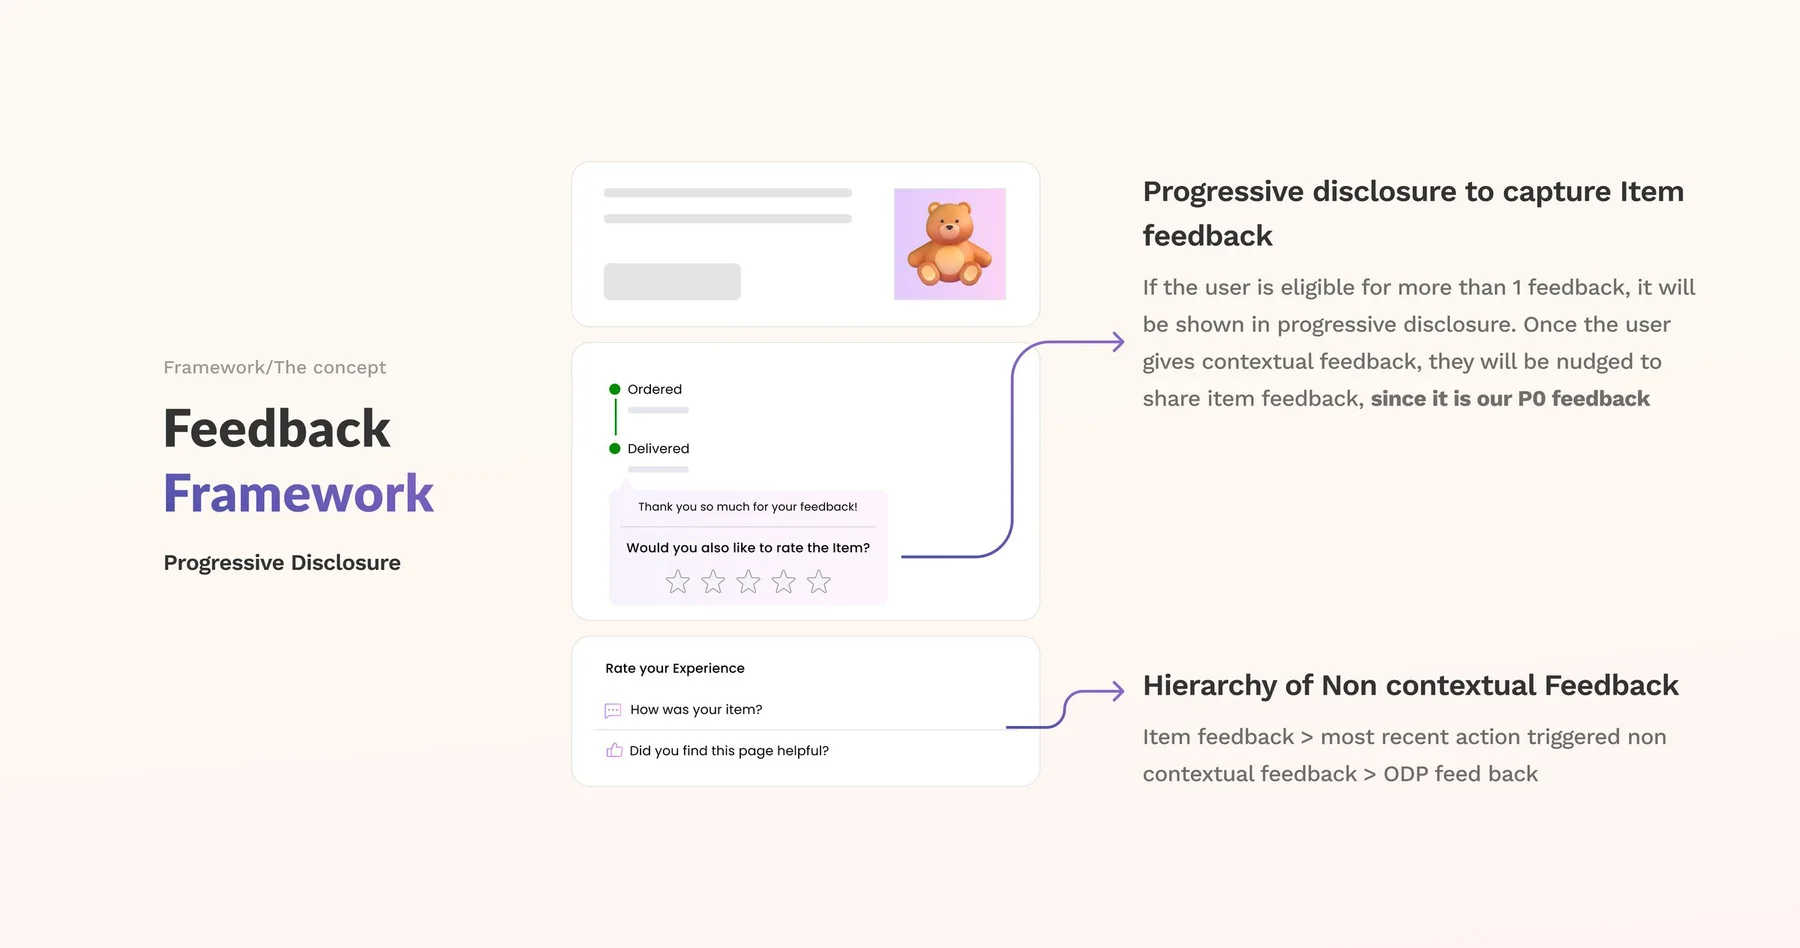 Framework/The concept
Feedback
Framework
Progressive Disclosure
Ordered
Delivered
Thank you so much for your feedback!
Would you also like to rate the Item?
Rate your Experience
How was your item?
Did you find this page helpful?
Progressive disclosure to capture Item
feedback
If the user is eligible for more than 1 feedback, it will
be shown in progressive disclosure. Once the user
gives contextual feedback, they will be nudged to
share item feedback, since it is our P0 feedback
Hierarchy of Non contextual Feedback
Item feedback > most recent action triggered non
contextual feedback > ODP feed back